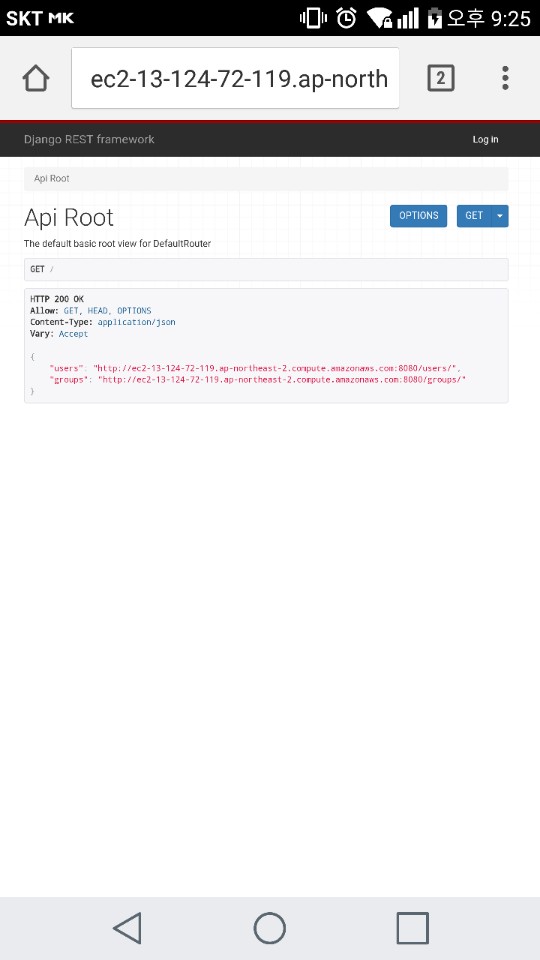 SKT MK 오후 9:25
ec2-13-124-72-119.ap-north 2
Django REST framework Log in
Api Root
Api Root OPTIONS GET
The default basic root view for DefaultRouter
GET /
HTTP 200 OK
Allow: GET, HEAD, OPTIONS
Content-Type: application/json
Vary: Accept
{
"users": "http://ec2-13-124-72-119.ap-northeast-2.compute.amazonaws.com:8080/users/",
"groups": "http://ec2-13-124-72-119.ap-northeast-2.compute.amazonaws.com:8080/groups/"
}